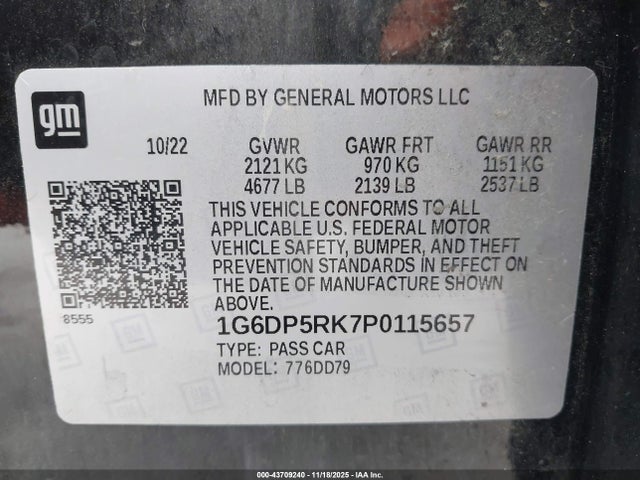 gm
MFD BY GENERAL MOTORS LLC
10/22 GVWR GAWR FRT GAWR RR
2121 KG 970 KG 1151 KG
4677 LB 2139 LB 2537 LB
THIS VEHICLE CONFORMS TO ALL
APPLICABLE U.S. FEDERAL MOTOR
VEHICLE SAFETY, BUMPER, AND THEFT
PREVENTION STANDARDS IN EFFECT ON
THE DATE OF MANUFACTURE SHOWN
ABOVE.
8555
1G6DP5RK7P0115657
TYPE: PASS CAR
MODEL: 776DD79
000-43709240 - 11/18/2025 - IAA Inc.